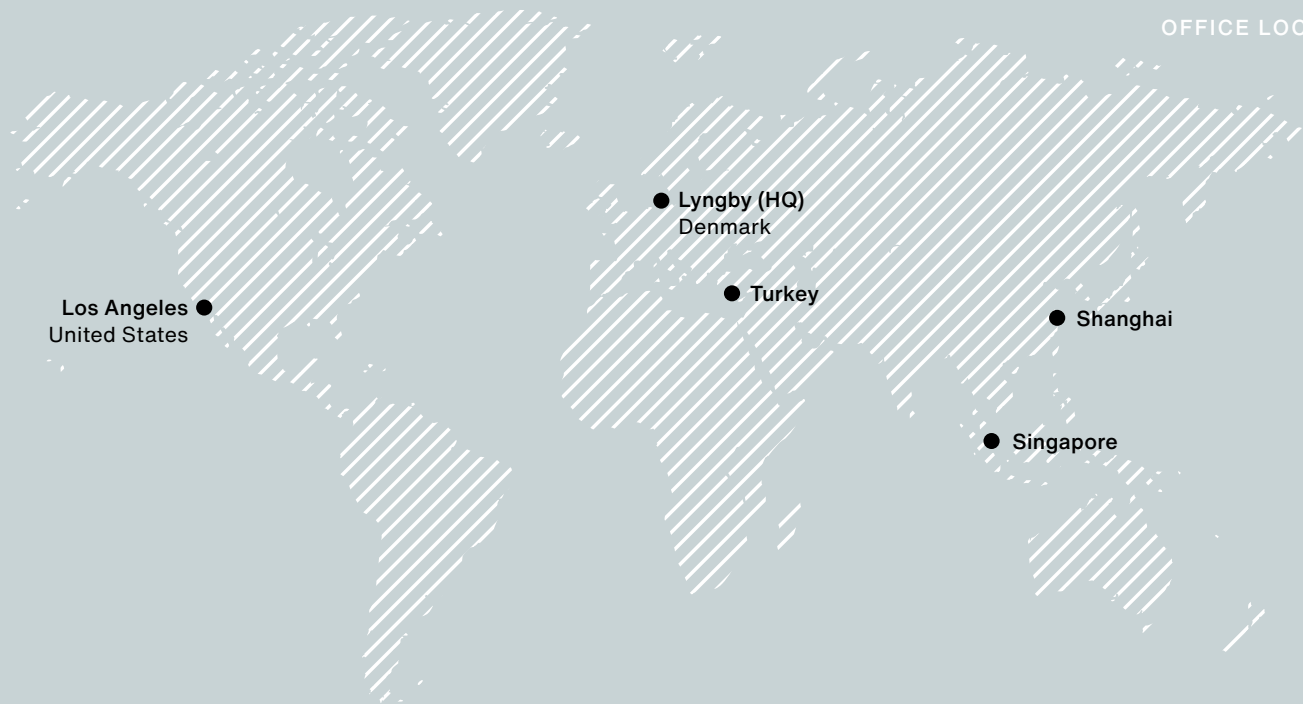 OFFICE LOC
Lyngby (HQ)
Denmark
Turkey
Los Angeles
United States
Shanghai
Singapore